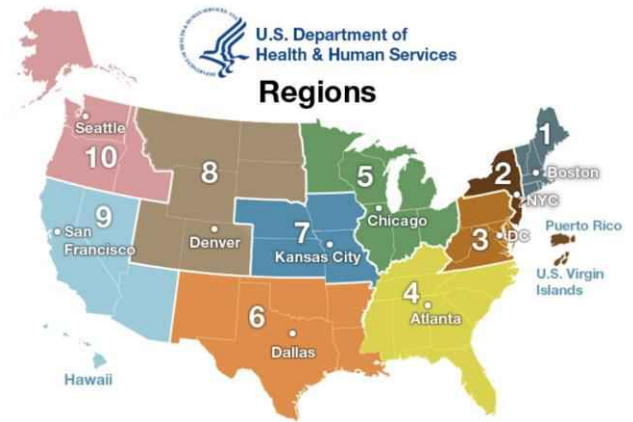 U.S. Department of
Health & Human Services
Regions
Seattle
10
8
5
1
2
Boston
NYC
9
San
Francisco
Denver
7
Kansas City
Chicago
3
DC
Puerto Rico
U.S. Virgin
Islands
6
Dallas
4
Atlanta
Hawaii